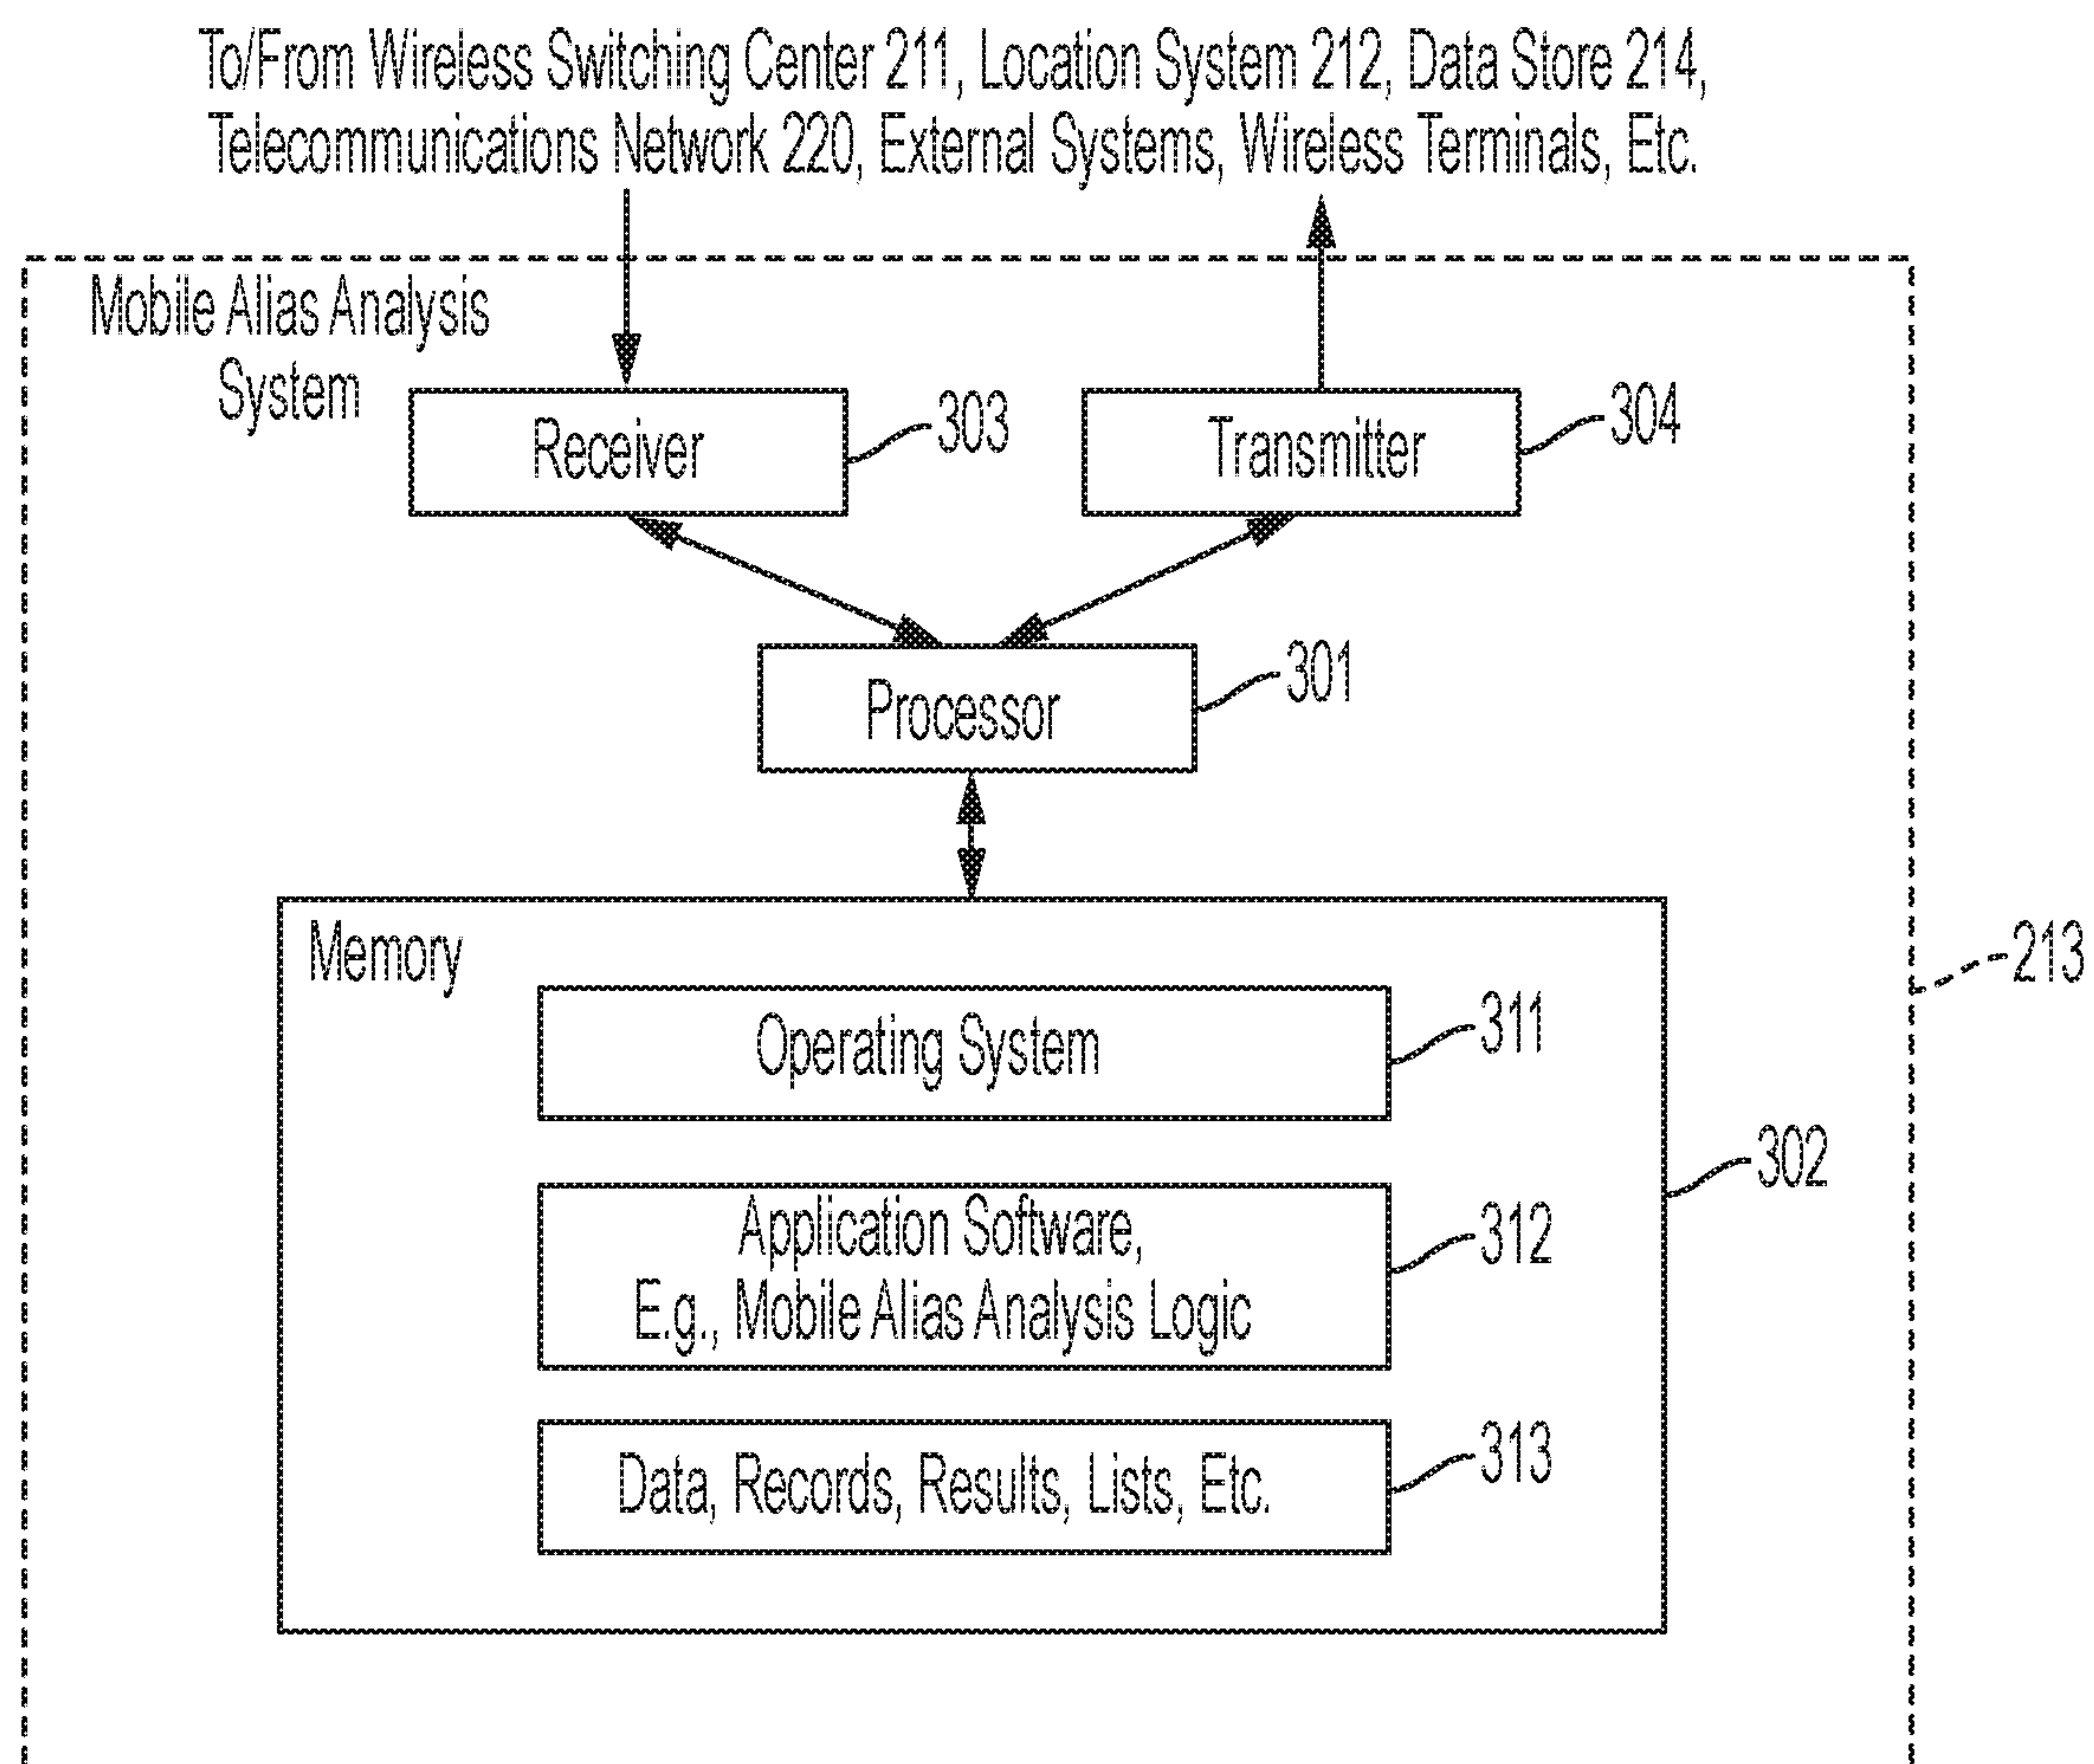 To/From Wireless Switching Center 211, Location System 212, Data Store 214,
Telecommunications Network 220, External Systems, Wireless Terminals, Etc.
Mobile Alias Analysis
System
Receiver
303
Transmitter
304
Processor
301
Memory
213
Operating System
311
302
Application Software,
E.g., Mobile Alias Analysis Logic
312
Data, Records, Results, Lists, Etc.
313